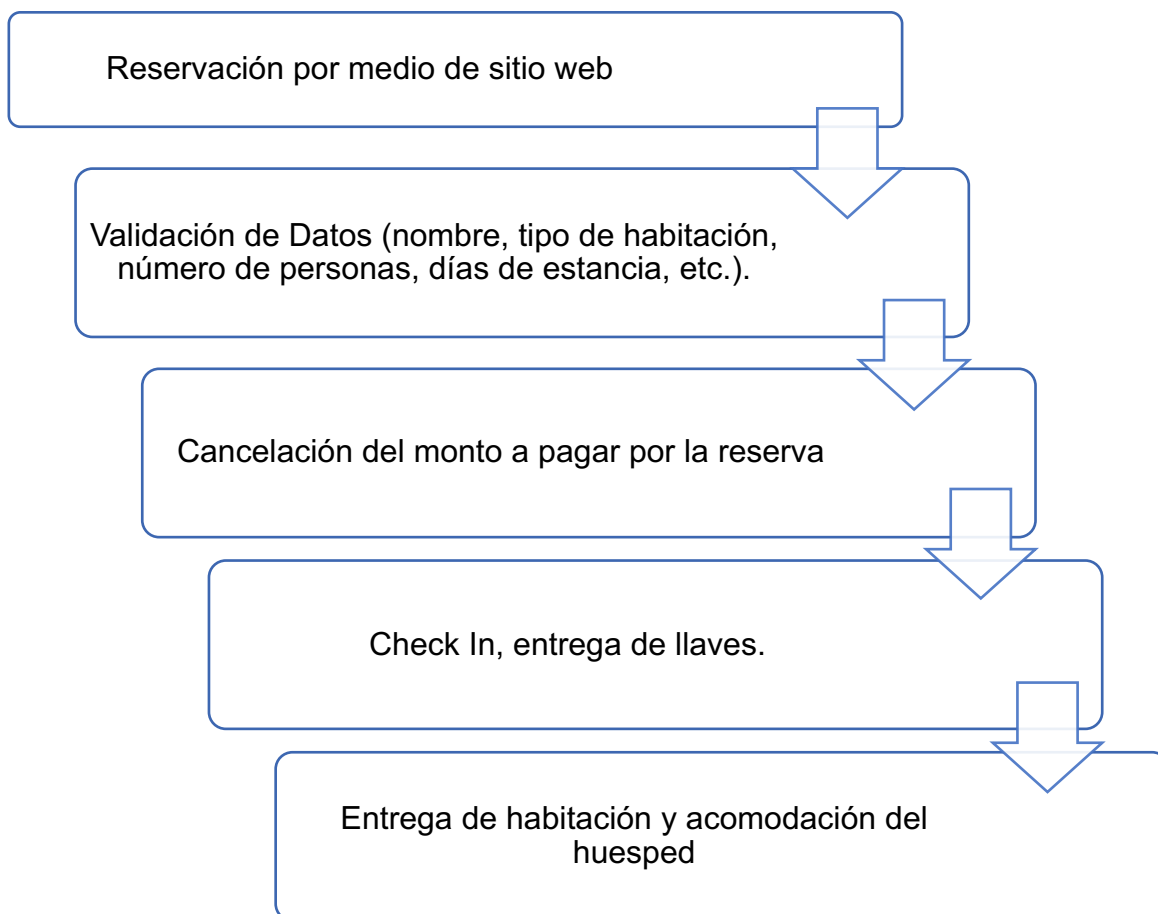 Reservación por medio de sitio web
Validación de Datos (nombre, tipo de habitación,
número de personas, días de estancia, etc.).
Cancelación del monto a pagar por la reserva
Check In, entrega de llaves.
Entrega de habitación y acomodación del
huesped